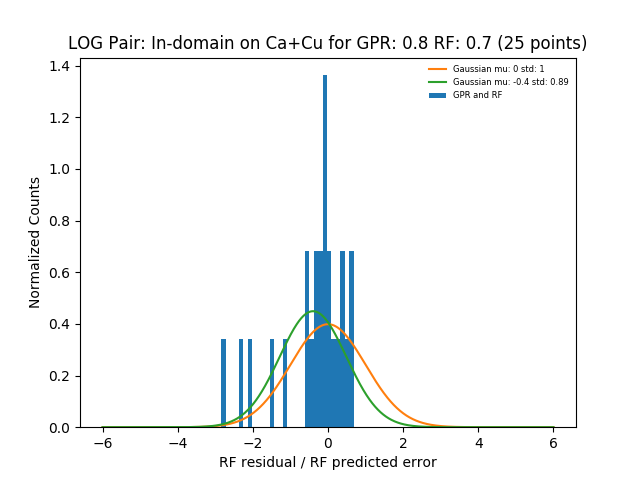 LOG Pair: In-domain on Ca+Cu for GPR: 0.8 RF: 0.7 (25 points)
Gaussian mu: 0 std: 1
Gaussian mu: -0.4 std: 0.89
GPR and RF
Normalized Counts
1.4
1.2
1.0
0.8
0.6
0.4
0.2
0.0
−6 −4 −2 0 2 4 6
RF residual / RF predicted error